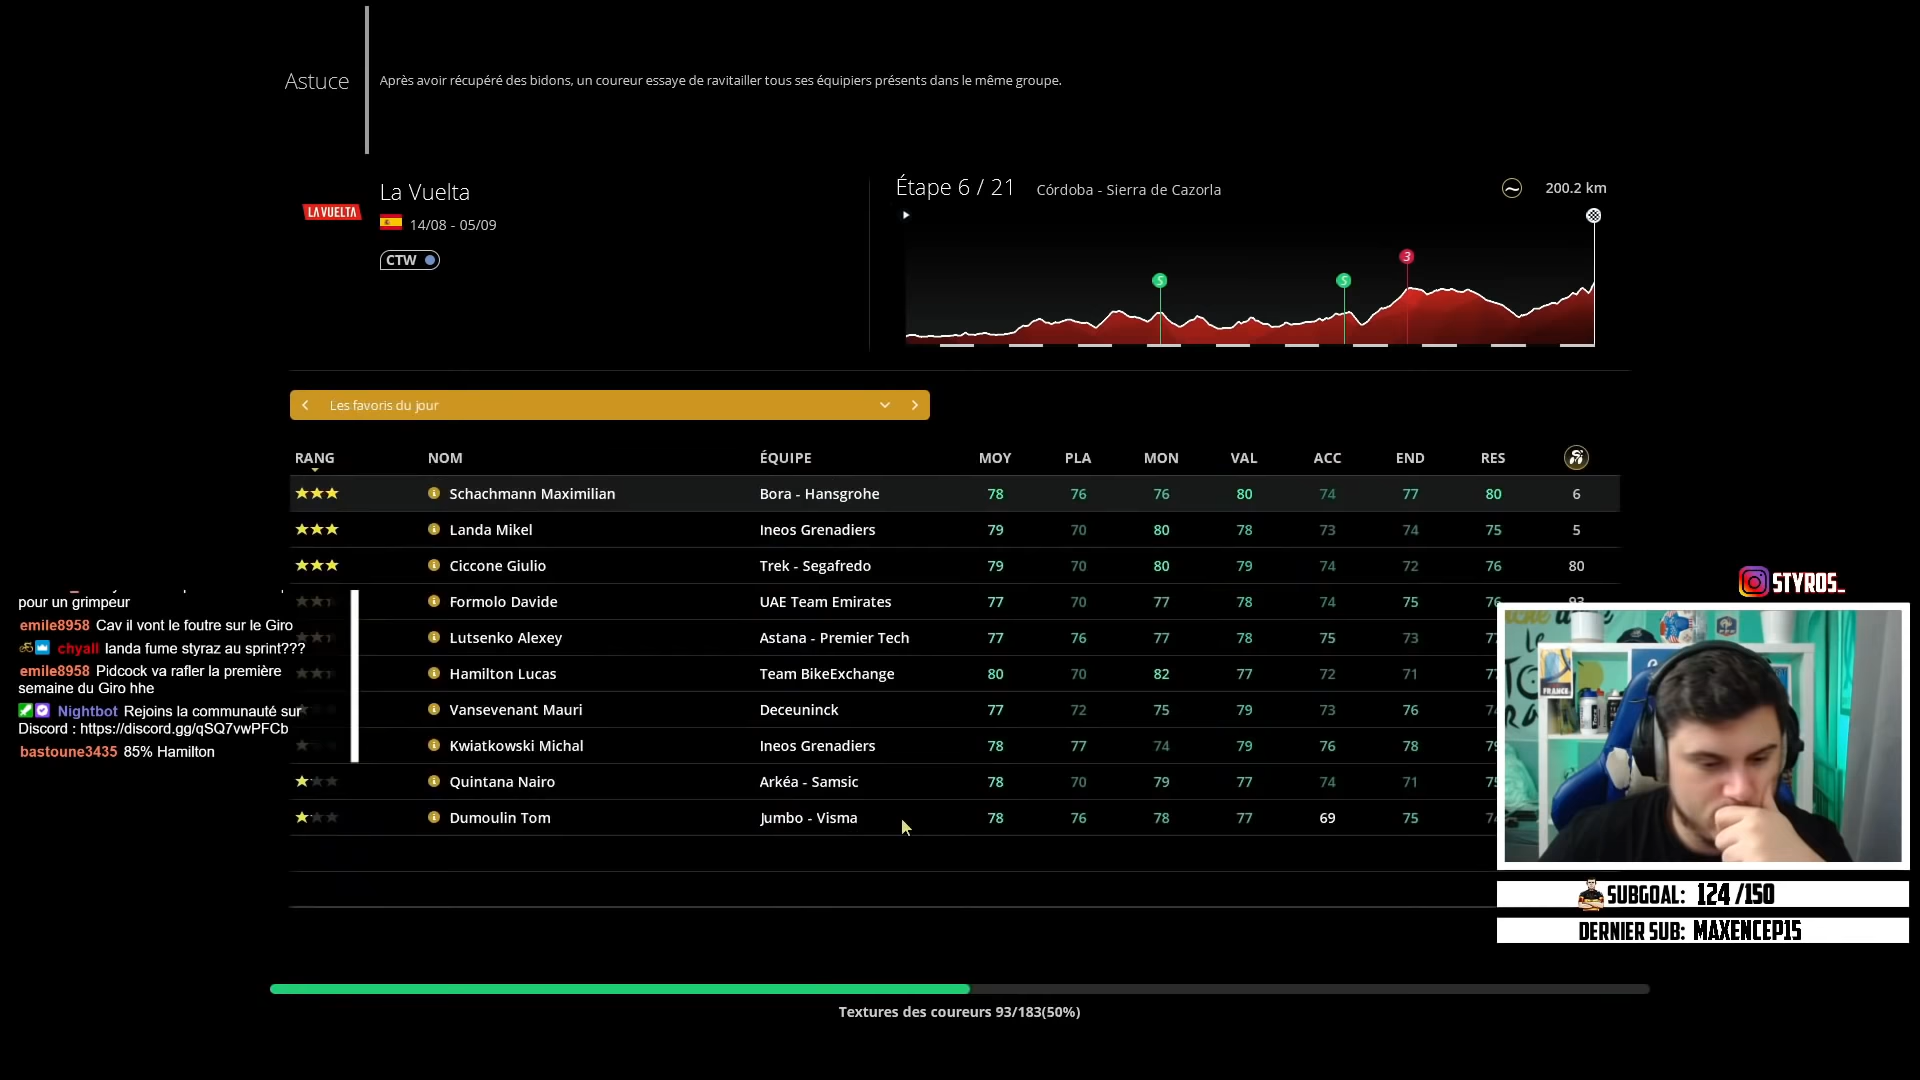 Astuce
Après avoir récupéré des bidons, un coureur essaye de ravitailler tous ses équipiers présents dans le même groupe.
LA VUELTA
La Vuelta
14/08 - 05/09
CTW
Étape 6 / 21 Córdoba - Sierra de Cazorla 200.2 km
S S 3
Les favoris du jour
RANG NOM ÉQUIPE MOY PLA MON VAL ACC END RES
Schachmann Maximilian Bora - Hansgrohe 78 76 76 80 74 77 80 6
Landa Mikel Ineos Grenadiers 79 70 80 78 73 74 75 5
Ciccone Giulio Trek - Segafredo 79 70 80 79 74 72 76 80
Formolo Davide UAE Team Emirates 77 70 77 78 74 75 76 93
Lutsenko Alexey Astana - Premier Tech 77 76 77 78 75 73
Hamilton Lucas Team BikeExchange 80 70 82 77 72 71
Vansevenant Mauri Deceuninck 77 72 75 79 73 76
Kwiatkowski Michal Ineos Grenadiers 78 77 74 79 76 78
Quintana Nairo Arkéa - Samsic 78 70 79 77 74 71
Dumoulin Tom Jumbo - Visma 78 76 78 77 69 75
pour un grimpeur
emile8958 Cav il vont le foutre sur le Giro
chyall landa fume styraz au sprint???
emile8958 Pidcock va rafler la première
semaine du Giro hhe
Nightbot Rejoins la communauté sur
Discord : https://discord.gg/qSQ7vwPFCb
bastoune3435 85% Hamilton
STYROS_
FRANCE
SUBGOAL: 124 /150
DERNIER SUB: MAXENCEP15
Textures des coureurs 93/183(50%)